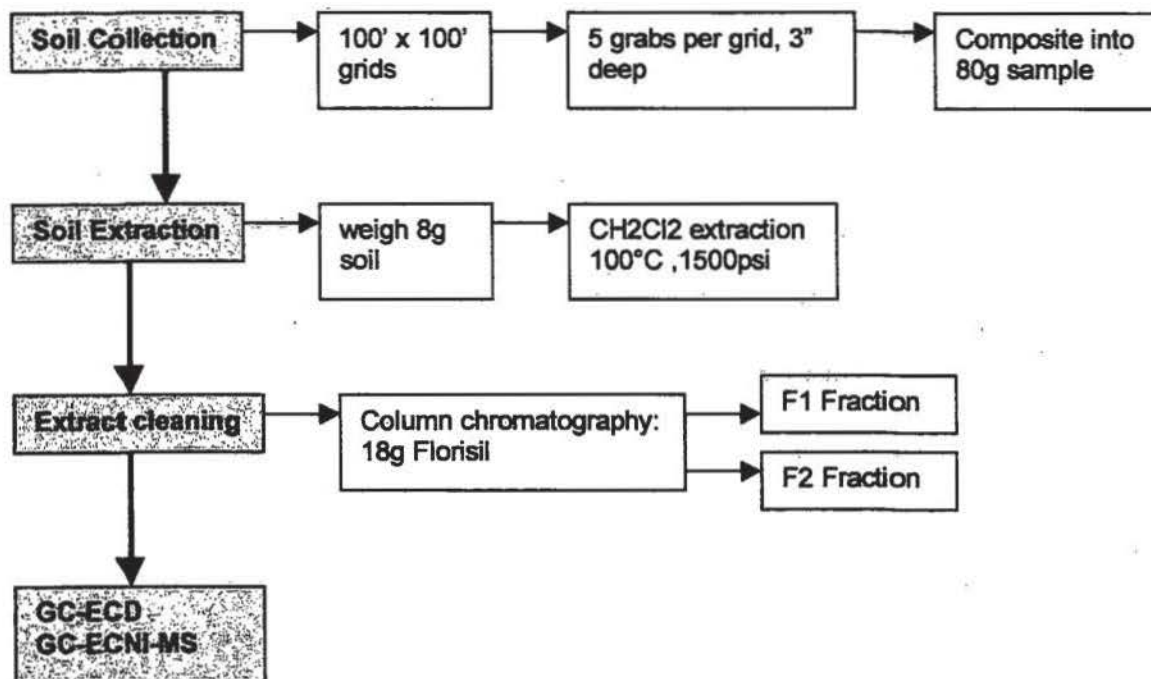 Soil Collection
100' x 100'
grids
5 grabs per grid, 3"
deep
Composite into
80g sample
Soil Extraction
weigh 8g
soil
CH2Cl2 extraction
100°C ,1500psi
Extract cleaning
Column chromatography:
18g Florisil
F1 Fraction
F2 Fraction
GC-ECD
GC-ECNI-MS